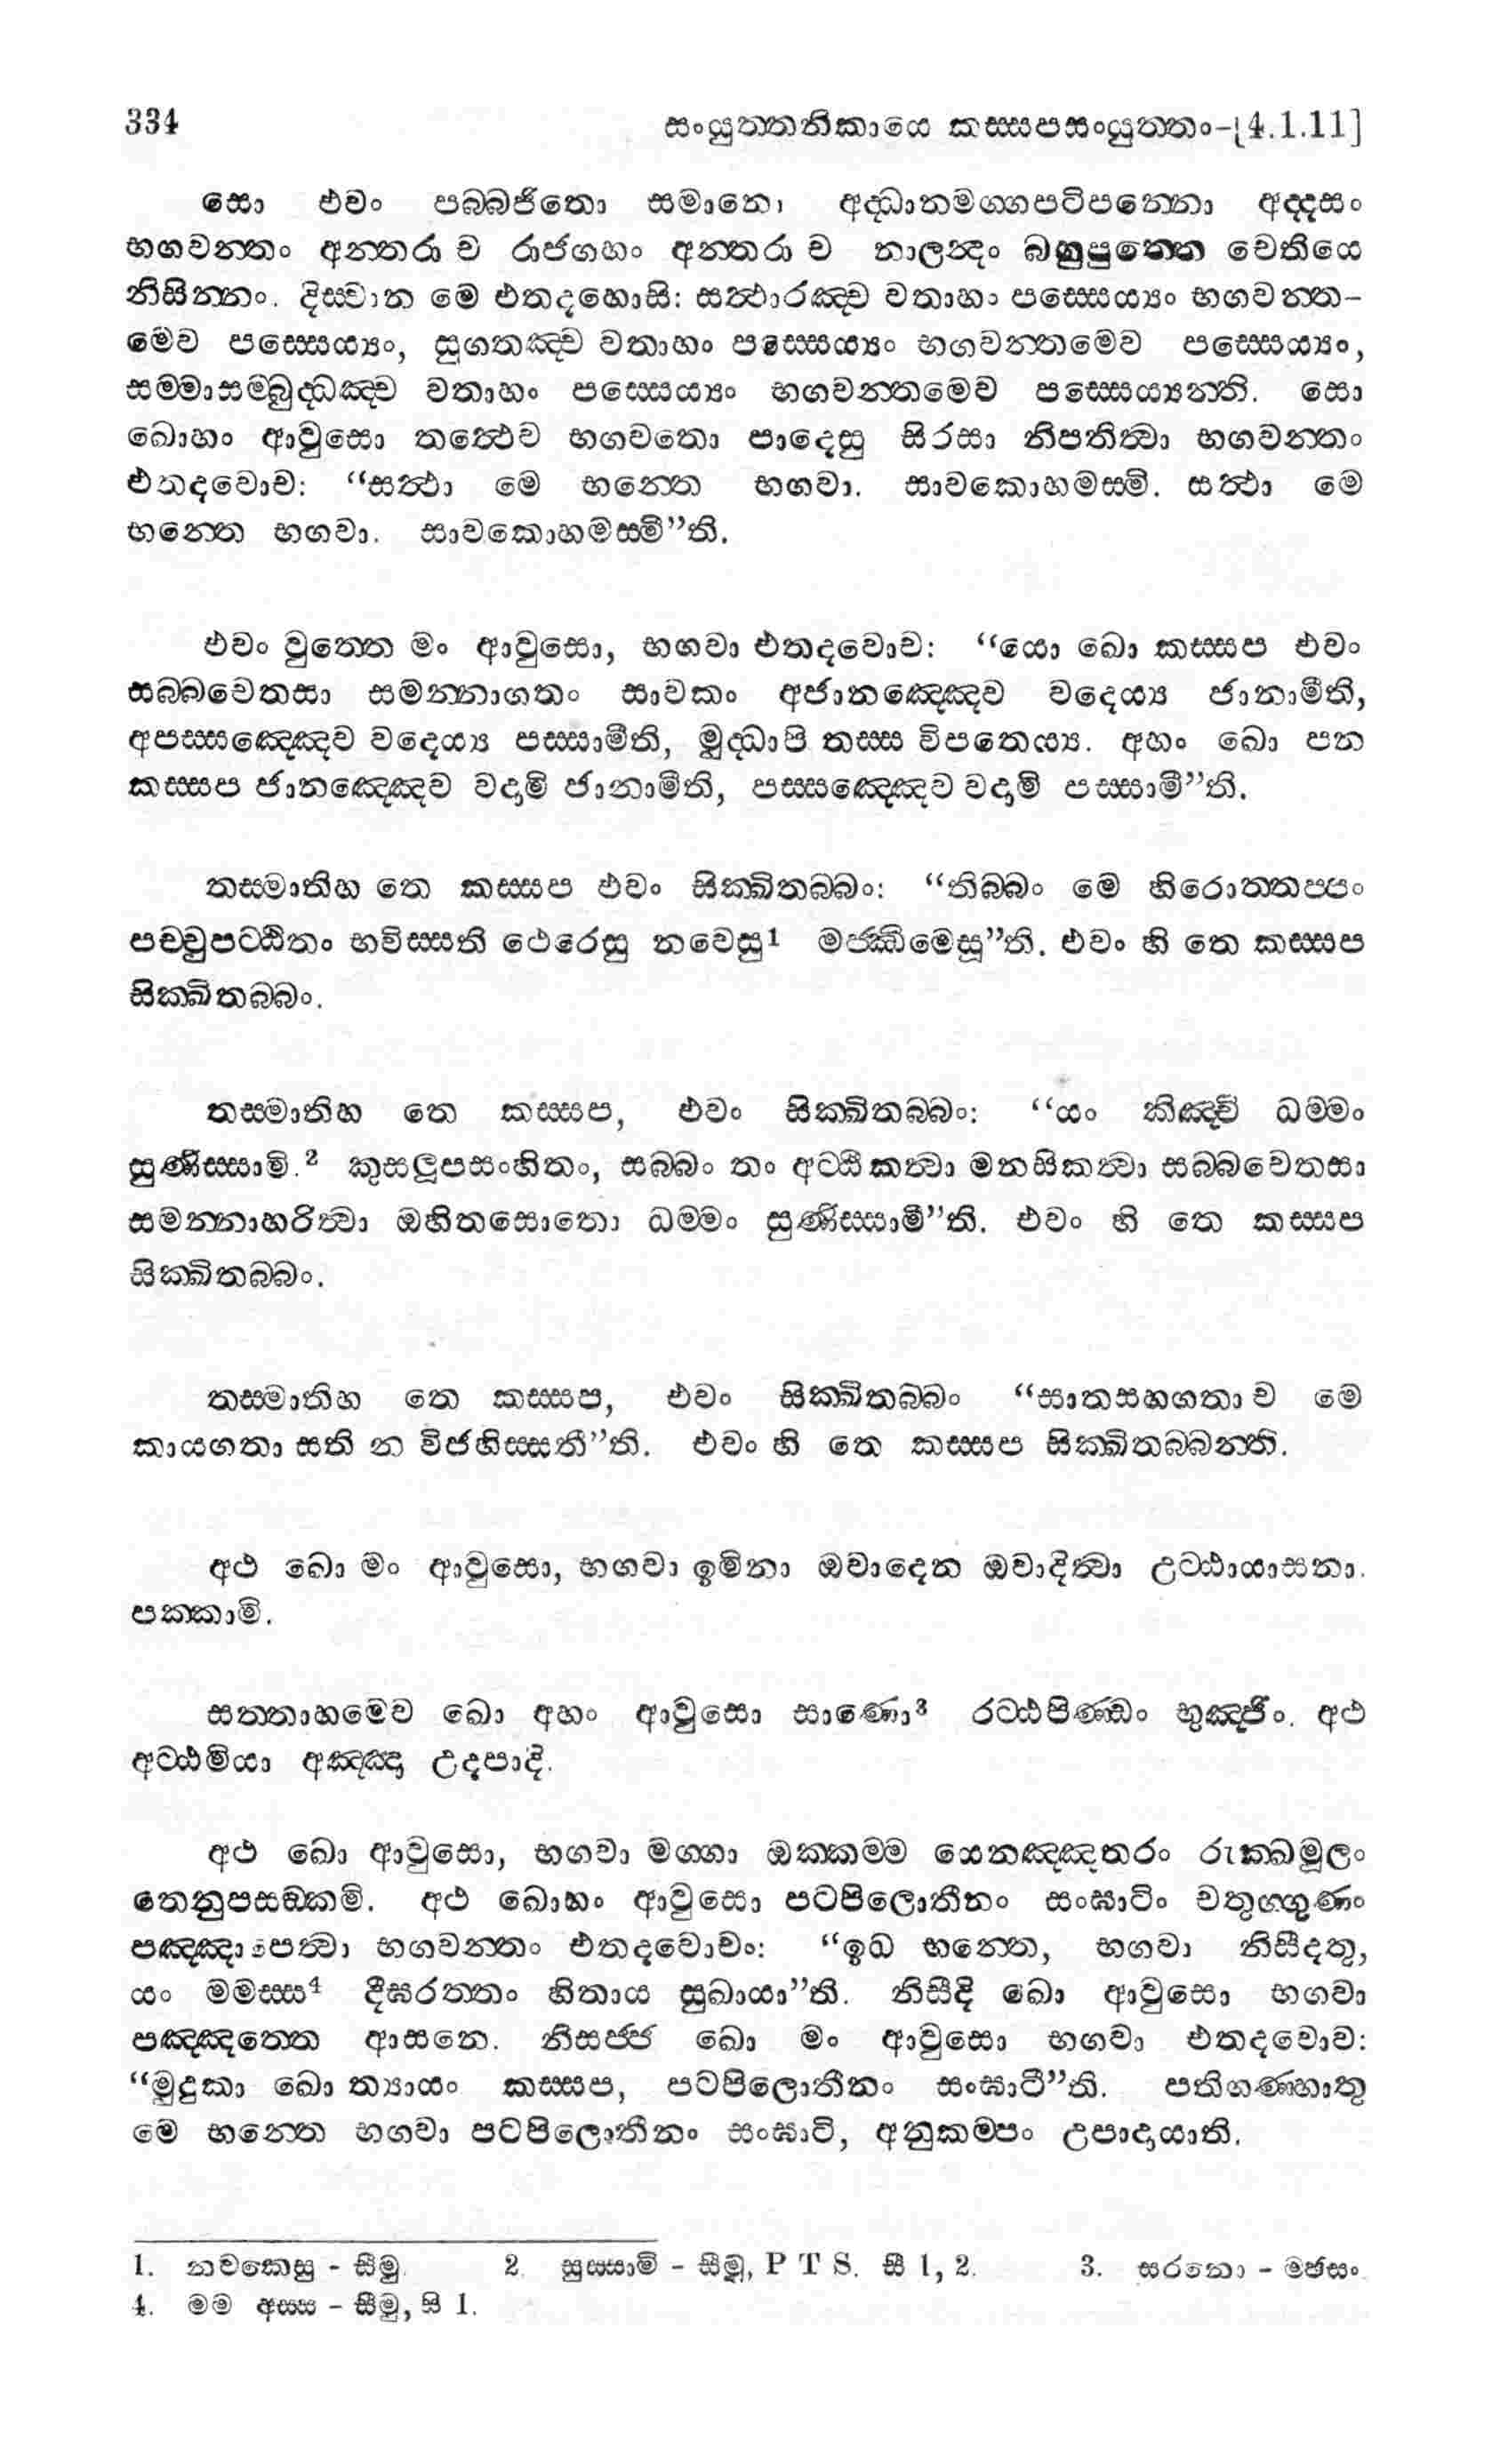 334 සංයුත්තනිකායෙ කස්සපසංයුත්තං-[4.1.11]
සො එවං පබ්බජිතො සමානො අද්ධානමග්ගපටිපන්නො අද්දසං
භගවන්තං අන්තරා ච රාජගහං අන්තරා ච නාලන්දං බහුපුත්තෙ චෙතියෙ
නිසින්නං. දිස්වාන මෙ එතදහොසි: සත්ථාරඤ්ච වතාහං පස්සෙය්‍යං භගවන්ත-
මෙව පස්සෙය්‍යං, සුගතඤ්ච වතාහං පස්සෙය්‍යං භගවන්තමෙව පස්සෙය්‍යං,
සම්මාසම්බුද්ධඤ්ච වතාහං පස්සෙය්‍යං භගවන්තමෙව පස්සෙය්‍යන්ති. සො
ඛොහං ආවුසො තත්ථෙව භගවතො පාදෙසු සිරසා නිපතිත්වා භගවන්තං
එතදවොච: “සත්ථා මෙ භන්තෙ භගවා. සාවකොහමස්මි. සත්ථා මෙ
භන්තෙ භගවා. සාවකොහමස්මී”ති.
එවං වුත්තෙ මං ආවුසො, භගවා එතදවොච: “යො ඛො කස්සප එවං
සබ්බචෙතසා සමන්නාගතං සාවකං අජානඤ්ඤෙව වදෙය්‍ය ජානාමීති,
අපස්සඤ්ඤෙව වදෙය්‍ය පස්සාමීති, මුද්ධාපි තස්ස විපතෙය්‍ය. අහං ඛො පන
කස්සප ජානඤ්ඤෙව වදාමි ජානාමීති, පස්සඤ්ඤෙව වදාමි පස්සාමී”ති.
තස්මාතිහ තෙ කස්සප එවං සික්ඛිතබ්බං: “තිබ්බං මෙ හිරොත්තප්පං
පච්චුපට්ඨිතං භවිස්සති ථෙරෙසු නවෙසු1 මජ්ඣිමෙසූ”ති. එවං හි තෙ කස්සප
සික්ඛිතබ්බං.
තස්මාතිහ තෙ කස්සප, එවං සික්ඛිතබ්බං: “යං කිඤ්චි ධම්මං
සුණිස්සාමි.2 කුසලූපසංහිතං, සබ්බං තං අට්ඨීකත්වා මනසිකත්වා සබ්බචෙතසා
සමන්නාහරිත්වා ඔහිතසොතො ධම්මං සුණිස්සාමී”ති. එවං හි තෙ කස්සප
සික්ඛිතබ්බං.
තස්මාතිහ තෙ කස්සප, එවං සික්ඛිතබ්බං “සාතසහගතා ච මෙ
කායගතා සති න විජහිස්සතී”ති. එවං හි තෙ කස්සප සික්ඛිතබ්බන්ති.
අථ ඛො මං ආවුසො, භගවා ඉමිනා ඔවාදෙන ඔවාදිත්වා උට්ඨායාසනා.
පක්කාමි.
සත්තාහමෙව ඛො අහං ආවුසො සාණො3 රට්ඨපිණ්ඩං භුඤ්ජිං. අථ
අට්ඨමියා අඤ්ඤා උදපාදි.
අථ ඛො ආවුසො, භගවා මග්ගා ඔක්කම්ම යෙනඤ්ඤතරං රුක්ඛමූලං
තෙනුපසඞ්කමි. අථ ඛොහං ආවුසො පටපිලොතීනං සංඝාටිං චතුග්ගුණං
පඤ්ඤාපෙත්වා භගවන්තං එතදවොචං: “ඉධ භන්තෙ, භගවා නිසීදතු,
යං මමස්ස4 දීඝරත්තං හිතාය සුඛායා”ති. නිසීදි ඛො ආවුසො භගවා
පඤ්ඤත්තෙ ආසනෙ. නිසජ්ජ ඛො මං ආවුසො භගවා එතදවොච:
“මුදුකා ඛො ත්‍යායං කස්සප, පටපිලොතීනං සංඝාටී”ති. පතිගණ්හාතු
මෙ භන්තෙ භගවා පටපිලොතීනං සංඝාටි, අනුකම්පං උපාදායාති.
1. නවකෙසු - සීමු. 2 සුස්සාමි - සීමු, P T S. සී 1, 2. 3. සරනො - මජසං.
4. මම අස්ස - සීමු, සි 1.